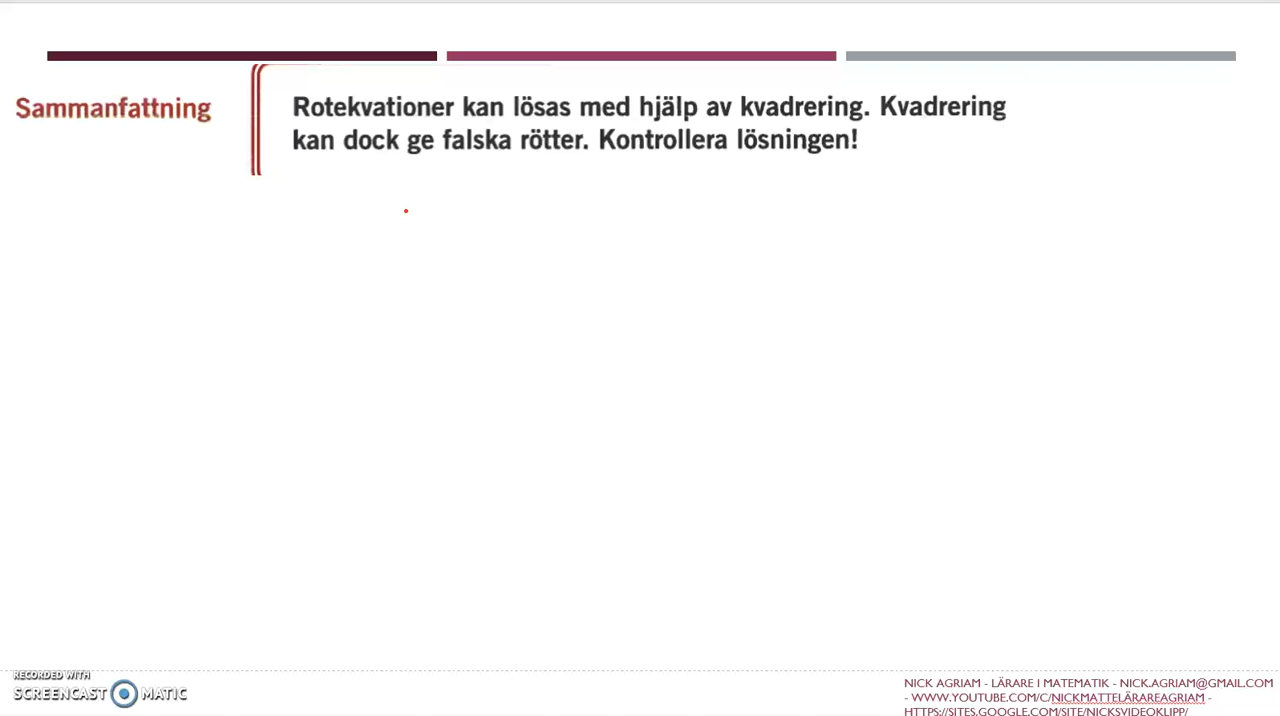 Sammanfattning
Rotekvationer kan lösas med hjälp av kvadrering. Kvadrering
kan dock ge falska rötter. Kontrollera lösningen!
RECORDED WITH
SCREENCAST MATIC
NICK AGRIAM - LÄRARE I MATEMATIK - NICK.AGRIAM@GMAIL.COM
- WWW.YOUTUBE.COM/C/NICKMATTELÄRAREAGRIAM -
HTTPS://SITES.GOOGLE.COM/SITE/NICKSVIDEOKLIPP/